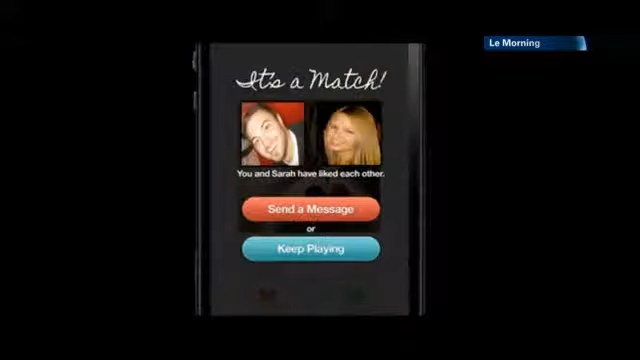 Le Morning
It's a Match!
You and Sarah have liked each other.
Send a Message
or
Keep Playing